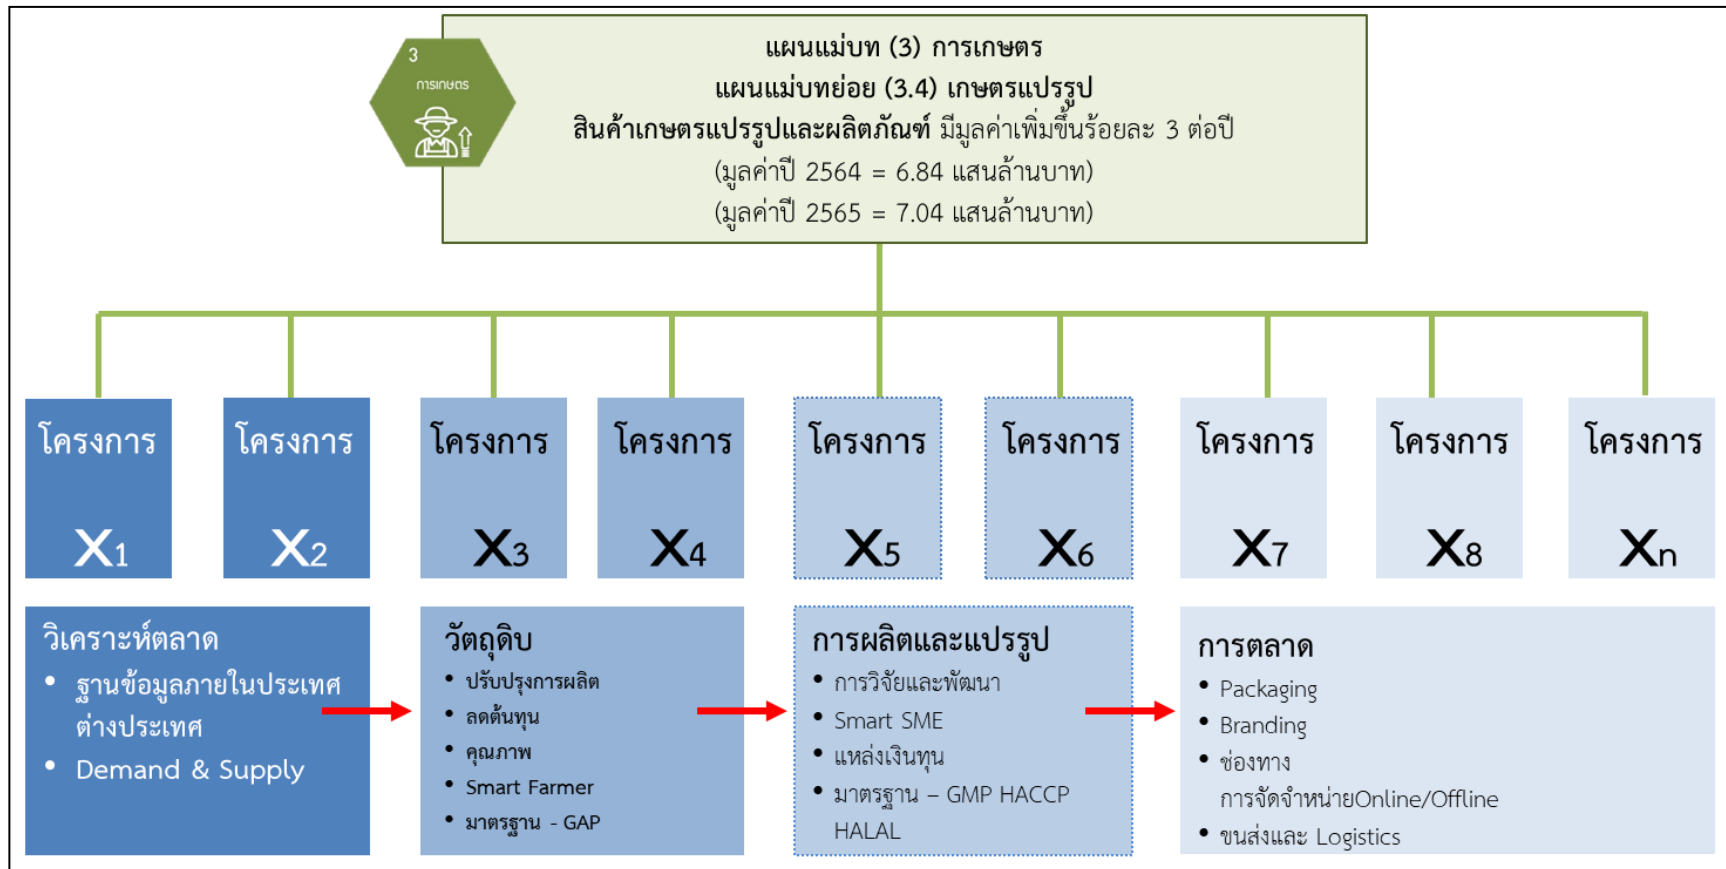 3
การเกษตร
แผนแม่บท (3) การเกษตร
แผนแม่บทย่อย (3.4) เกษตรแปรรูป
สินค้าเกษตรแปรรูปและผลิตภัณฑ์ มีมูลค่าเพิ่มขึ้นร้อยละ 3 ต่อปี
(มูลค่าปี 2564 = 6.84 แสนล้านบาท)
(มูลค่าปี 2565 = 7.04 แสนล้านบาท)
โครงการ
X1
โครงการ
X2
โครงการ
X3
โครงการ
X4
โครงการ
X5
โครงการ
X6
โครงการ
X7
โครงการ
X8
โครงการ
Xn
วิเคราะห์ตลาด
• ฐานข้อมูลภายในประเทศ
ต่างประเทศ
• Demand & Supply
วัตถุดิบ
• ปรับปรุงการผลิต
• ลดต้นทุน
• คุณภาพ
• Smart Farmer
• มาตรฐาน - GAP
การผลิตและแปรรูป
• การวิจัยและพัฒนา
• Smart SME
• แหล่งเงินทุน
• มาตรฐาน – GMP HACCP
HALAL
การตลาด
• Packaging
• Branding
• ช่องทาง
การจัดจำหน่ายOnline/Offline
• ขนส่งและ Logistics